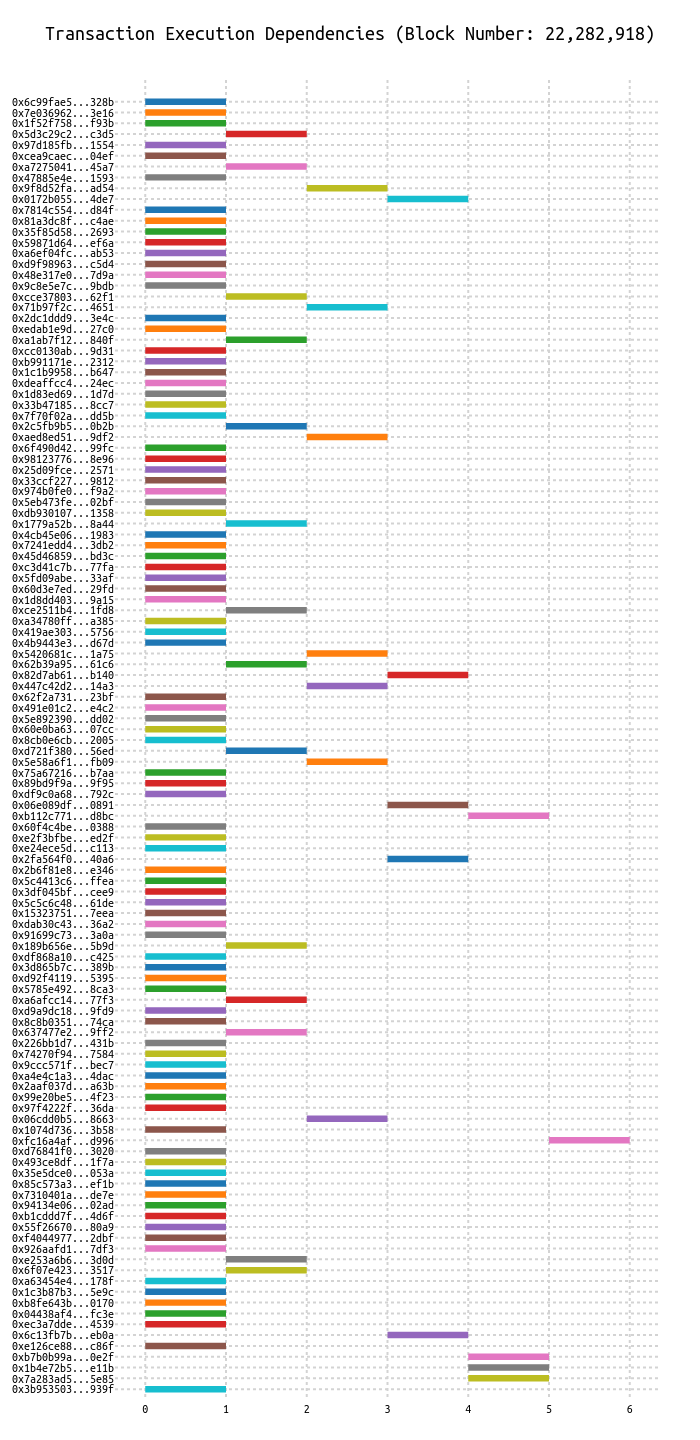 Transaction Execution Dependencies (Block Number: 22,282,918)
0x6c99fae5...328b
0x7e036962...3e16
0x1f52f758...f93b
0x5d3c29c2...c3d5
0x97d185fb...1554
0xcea9caec...04ef
0xa7275041...45a7
0x47885e4e...1593
0x9f8d52fa...ad54
0x0172b055...4de7
0x7814c554...d84f
0x81a3dc8f...c4ae
0x35f85d58...2693
0x59871d64...ef6a
0xa6ef04fc...ab53
0xd9f98963...c5d4
0x48e317e0...7d9a
0x9c8e5e7c...9bdb
0xcce37803...62f1
0x71b97f2c...4651
0x2dc1ddd9...3e4c
0xedab1e9d...27c0
0xa1ab7f12...840f
0xcc0130ab...9d31
0xb991171e...2312
0x1c1b9958...b647
0xdeaffcc4...24ec
0x1d83ed69...1d7d
0x33b47185...8cc7
0x7f70f02a...dd5b
0x2c5fb9b5...0b2b
0xaed8ed51...9df2
0x6f490d42...99fc
0x98123776...8e96
0x25d09fce...2571
0x33ccf227...9812
0x974b0fe0...f9a2
0x5eb473fe...02bf
0xdb930107...1358
0x1779a52b...8a44
0x4cb45e06...1983
0x7241edd4...3db2
0x45d46859...bd3c
0xc3d41c7b...77fa
0x5fd09abe...33af
0x60d3e7ed...29fd
0x1d8dd403...9a15
0xce2511b4...1fd8
0xa34780ff...a385
0x419ae303...5756
0x4b9443e3...d67d
0x5420681c...1a75
0x62b39a95...61c6
0x82d7ab61...b140
0x447c42d2...14a3
0x62f2a731...23bf
0x491e01c2...e4c2
0x5e892390...dd02
0x60e0ba63...07cc
0x8cb0e6cb...2005
0xd721f380...56ed
0x5e58a6f1...fb09
0x75a67216...b7aa
0x89bd9f9a...9f95
0xdf9c0a68...792c
0x06e089df...0891
0xb112c771...d8bc
0x60f4c4be...0388
0xe2f3bfbe...ed2f
0xe24ece5d...c113
0x2fa564f0...40a6
0x2b6f81e8...e346
0x5c4413c6...ffea
0x3df045bf...cee9
0x5c5c6c48...61de
0x15323751...7eea
0xdab30c43...36a2
0x91699c73...3a0a
0x189b656e...5b9d
0xdf868a10...c425
0x3d865b7c...389b
0xd92f4119...5395
0x5785e492...8ca3
0xa6afcc14...77f3
0xd9a9dc18...9fd9
0x8c8b0351...74ca
0x637477e2...9ff2
0x226bb1d7...431b
0x74270f94...7584
0x9ccc571f...bec7
0xa4e4c1a3...4dac
0x2aaf037d...a63b
0x99e20be5...4f23
0x97f4222f...36da
0x06cdd0b5...8663
0x1074d736...3b58
0xfc16a4af...d996
0xd76841f0...3020
0x493ce8df...1f7a
0x35e5dce0...053a
0x85c573a3...ef1b
0x7310401a...de7e
0x94134e06...02ad
0xb1cddd7f...4d6f
0x55f26670...80a9
0xf4044977...2dbf
0x926aafd1...7df3
0xe253a6b6...3d0d
0x6f07e423...3517
0xa63454e4...178f
0x1c3b87b3...5e9c
0xb8fe643b...0170
0x04438af4...fc3e
0xec3a7dde...4539
0x6c13fb7b...eb0a
0xe126ce88...c86f
0xb7b0b99a...0e2f
0x1b4e72b5...e11b
0x7a283ad5...5e85
0x3b953503...939f
0 1 2 3 4 5 6